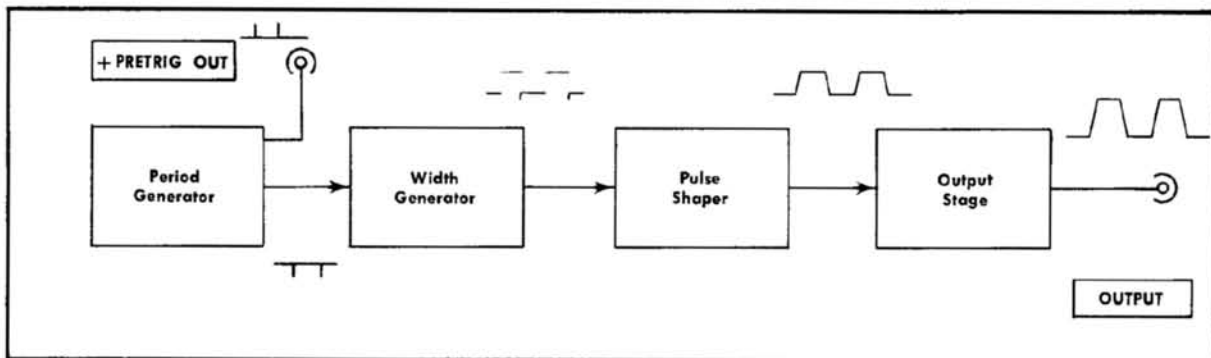 + PRETRIG OUT
Period
Generator
Width
Generator
Pulse
Shaper
Output
Stage
OUTPUT